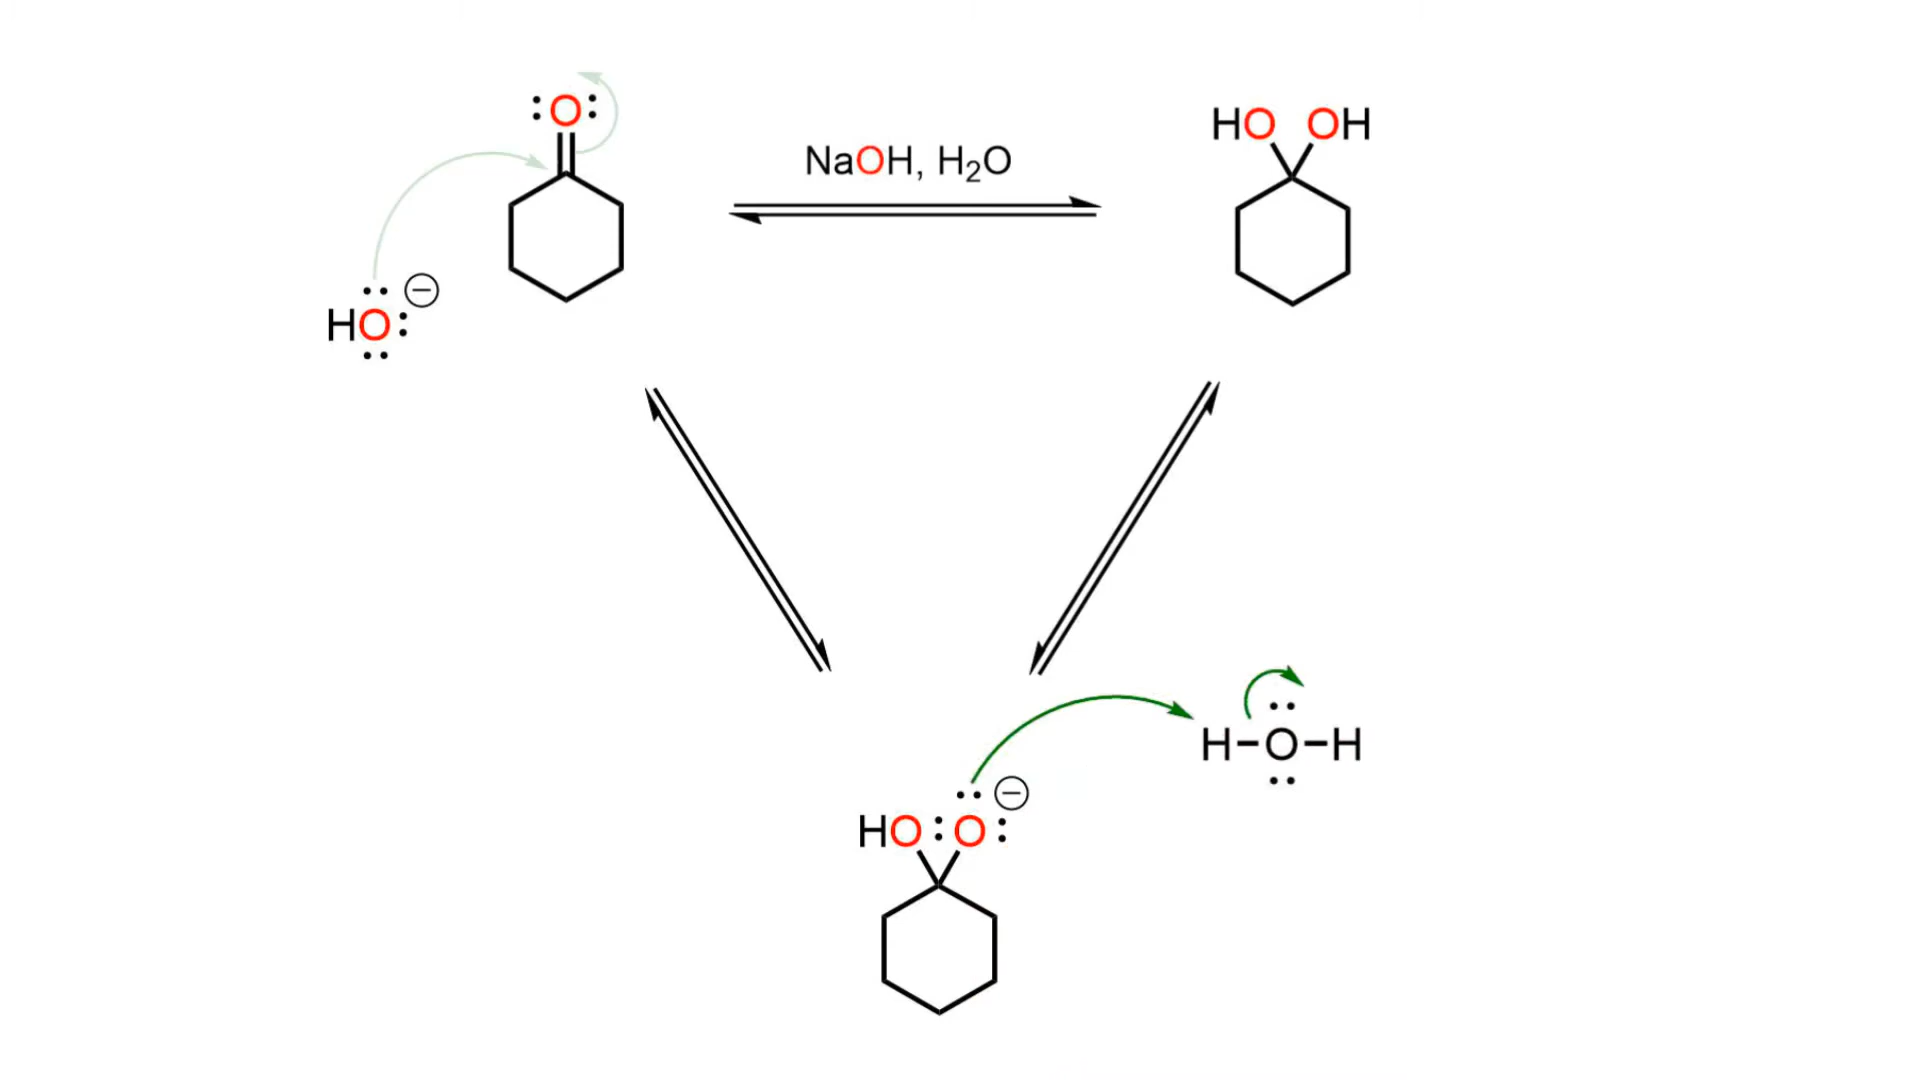 O
HO OH
NaOH, H₂O
HO ⊖
H–O–H
⊖
HO O